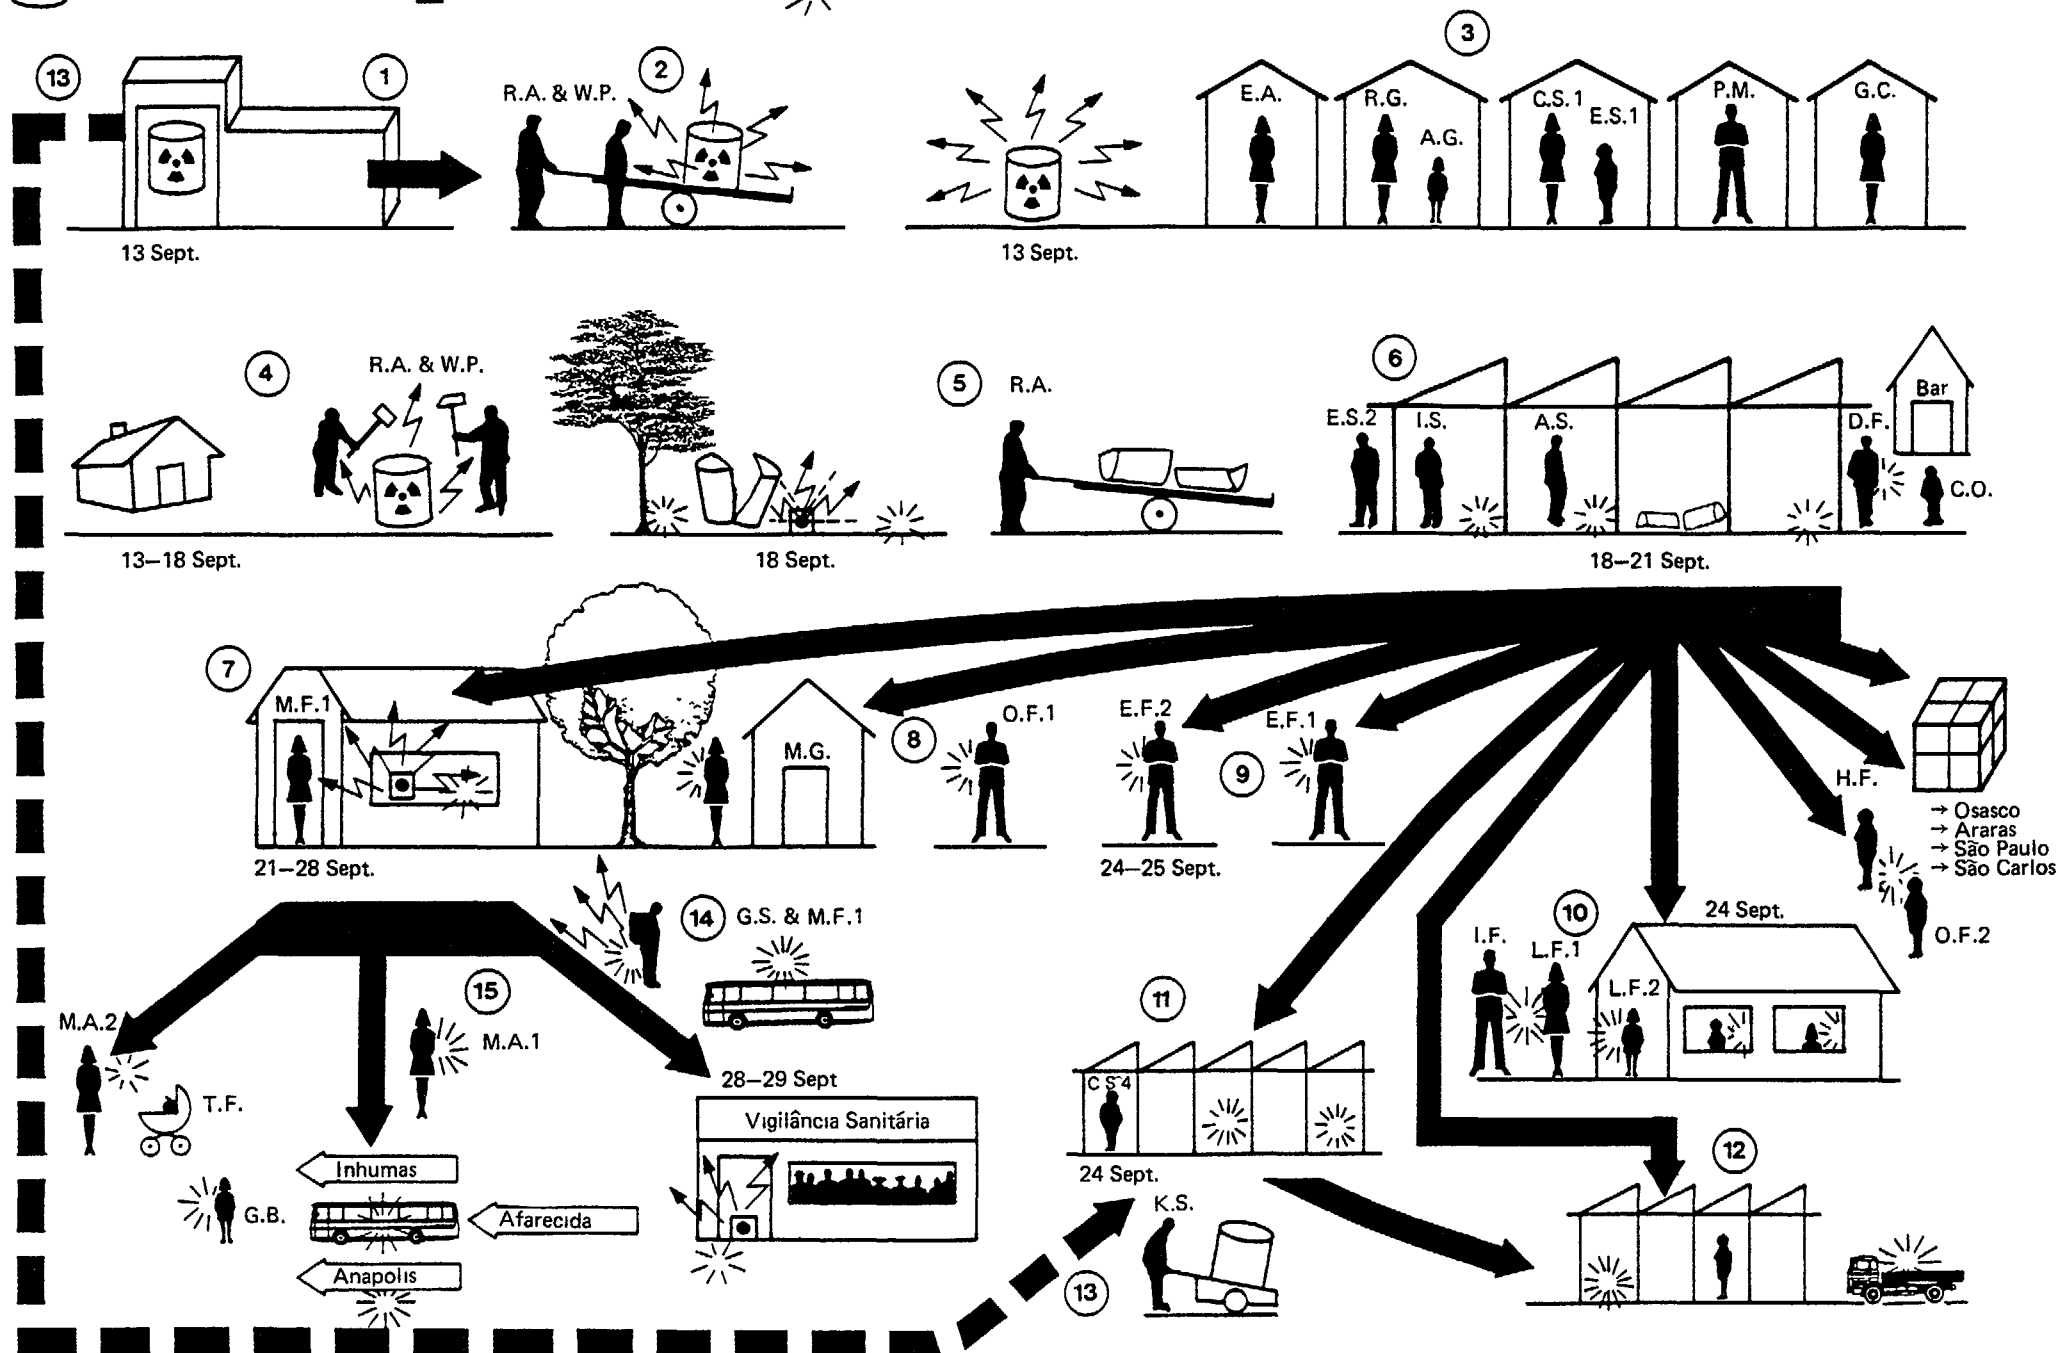 13
1
R.A. & W.P.
2
13 Sept.
13 Sept.
3
E.A.
R.G.
A.G.
C.S.1
E.S.1
P.M.
G.C.
4
R.A. & W.P.
13–18 Sept.
18 Sept.
5
R.A.
6
E.S.2
I.S.
A.S.
D.F.
Bar
C.O.
18–21 Sept.
7
M.F.1
M.G.
21–28 Sept.
8
O.F.1
E.F.2
9
E.F.1
24–25 Sept.
H.F.
→ Osasco
→ Araras
→ São Paulo
→ São Carlos
O.F.2
10
24 Sept.
I.F.
L.F.1
L.F.2
14
G.S. & M.F.1
15
M.A.2
T.F.
M.A.1
28–29 Sept
Vigilância Sanitária
Inhumas
G.B.
Afarecida
Anapolis
11
C S 4
24 Sept.
12
K.S.
13